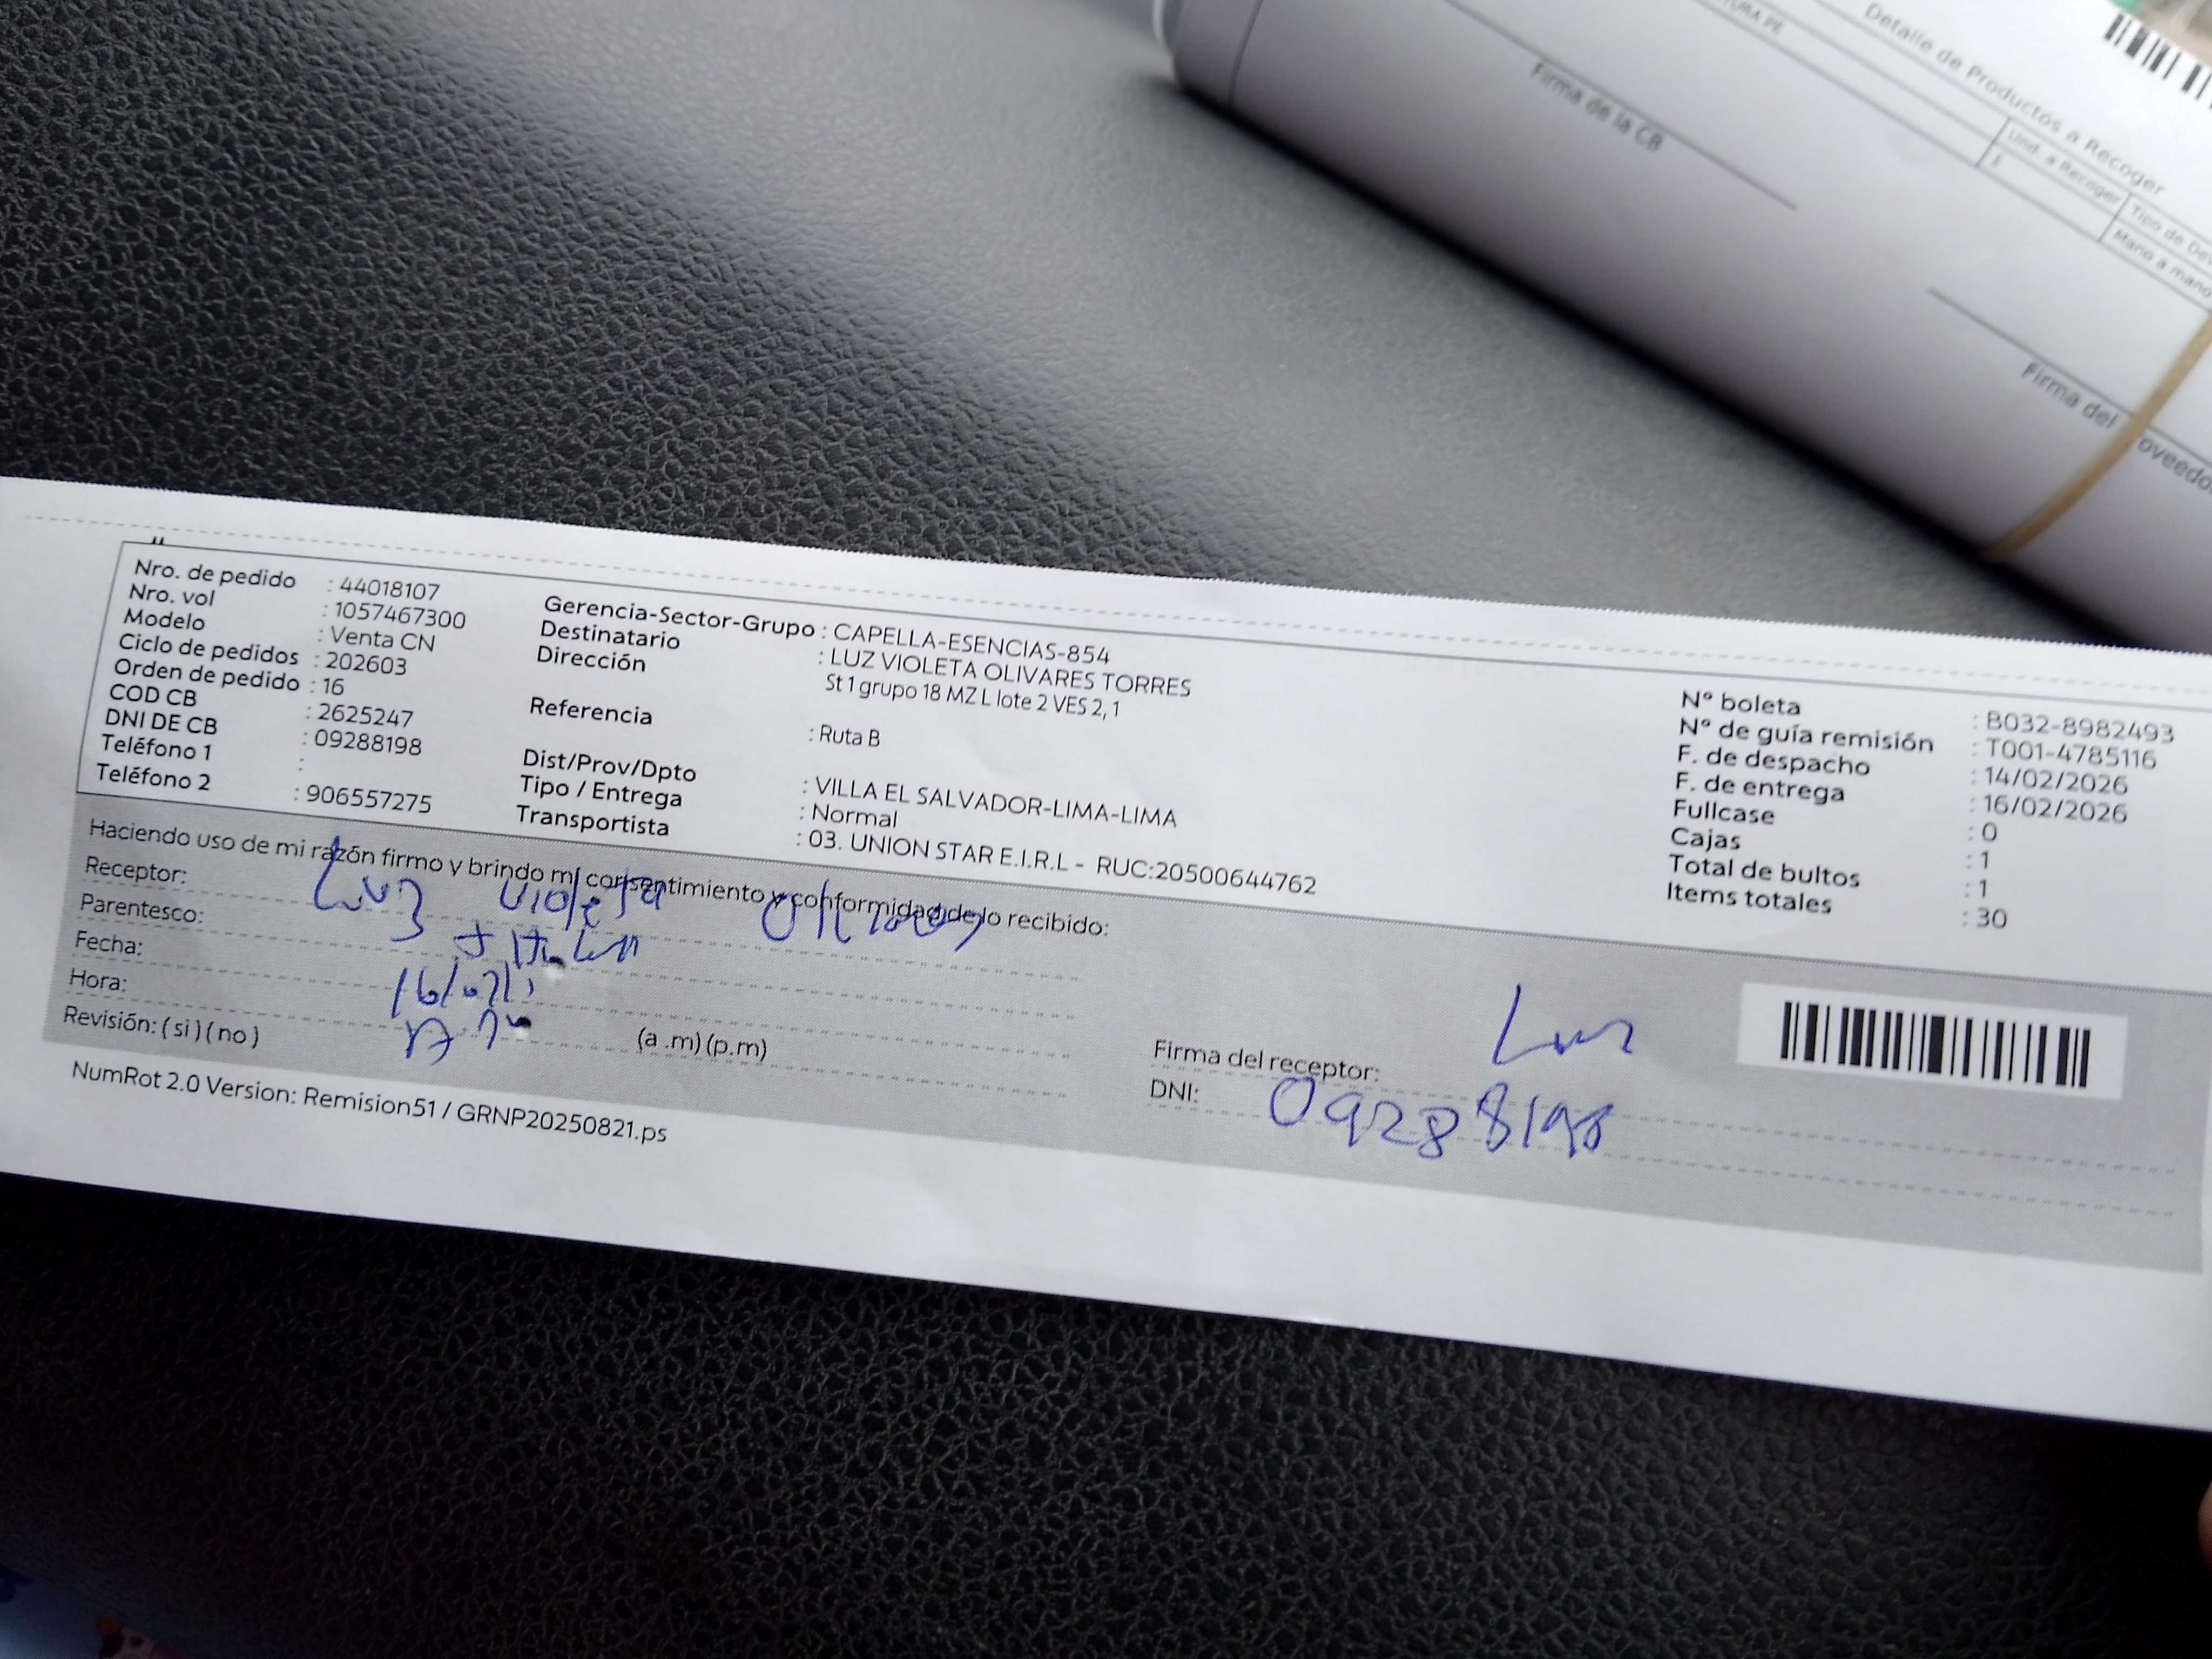 Detalle de Productos a Recoger
Und. a Recoger
1
Tipo de De
Mano a mano
Firma de la CB
Firma del
oveedo
Nro. de pedido : 44018107
Nro. vol : 1057467300
Modelo : Venta CN
Ciclo de pedidos : 202603
Orden de pedido : 16
COD CB : 2625247
DNI DE CB : 09288198
Teléfono 1 :
Teléfono 2 : 906557275
Gerencia-Sector-Grupo : CAPELLA-ESENCIAS-854
Destinatario : LUZ VIOLETA OLIVARES TORRES
Dirección St 1 grupo 18 MZ L lote 2 VES 2, 1
Referencia : Ruta B
Dist/Prov/Dpto : VILLA EL SALVADOR-LIMA-LIMA
Tipo / Entrega : Normal
Transportista : 03. UNION STAR E.I.R.L - RUC:20500644762
N° boleta : B032-8982493
N° de guía remisión : T001-4785116
F. de despacho : 14/02/2026
F. de entrega : 16/02/2026
Fullcase : 0
Cajas : 1
Total de bultos : 1
Items totales : 30
Haciendo uso de mi razón firmo y brindo mi consentimiento y conformidad de lo recibido:
Receptor: Luz Violeta Olivares
Parentesco:
Fecha:
Hora: (a .m) (p.m)
Revisión: ( si ) ( no )
Firma del receptor: Luz
DNI: 09288198
NumRot 2.0 Version: Remision51 / GRNP20250821.ps